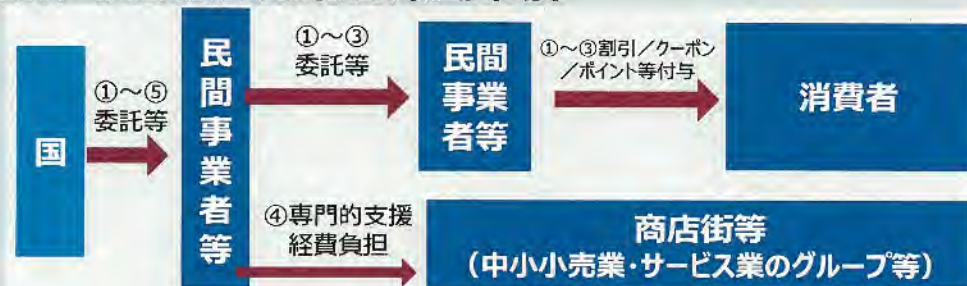 国
①～⑤
委託等
民間事業者等
①～③
委託等
民間
事業
者等
①～③割引／クーポン
／ポイント等付与
消費者
④専門的支援
経費負担
商店街等
（中小小売業・サービス業のグループ等）